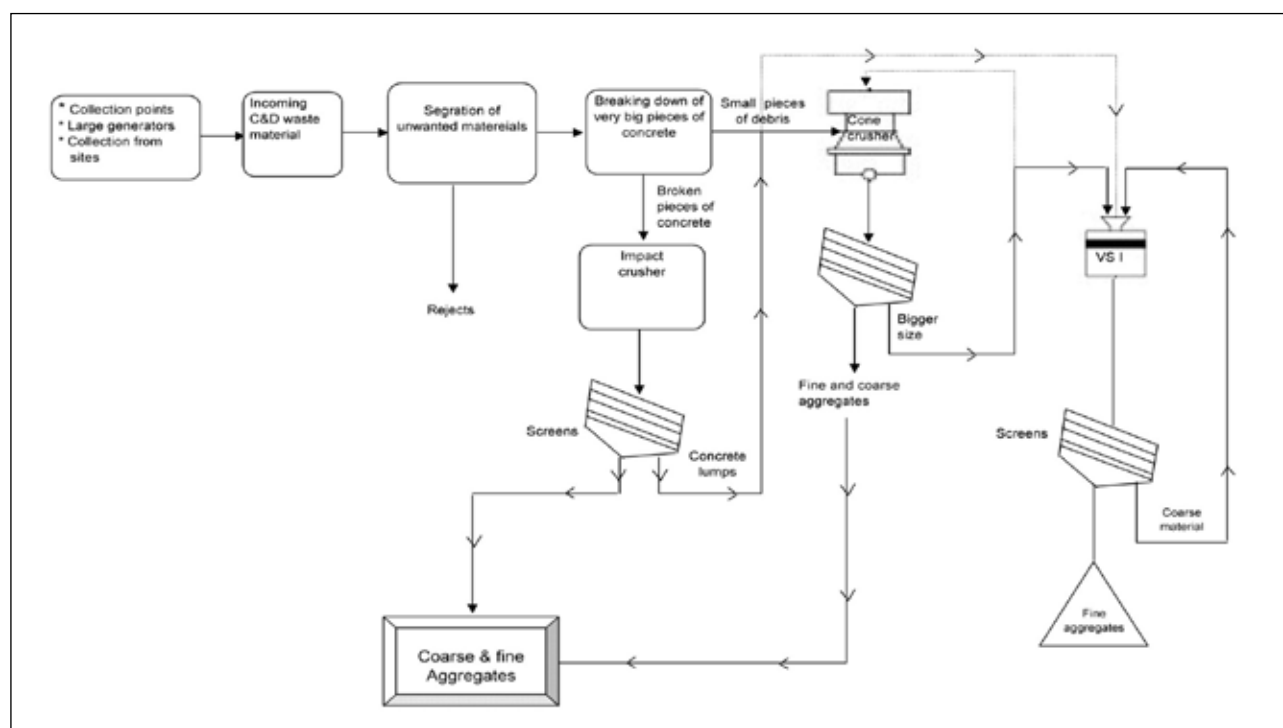 * Collection points
* Large generators
* Collection from
sites
Incoming
C&D waste
material
Segration of
unwanted matereials
Breaking down of
very big pieces of
concrete
Small pieces
of debris
Cone
crusher
Broken
pieces of
concrete
Impact
crusher
Rejects
VS I
Bigger
size
Fine and coarse
aggregates
Screens
Concrete
lumps
Screens
Coarse
material
Fine
aggregates
Coarse & fine
Aggregates